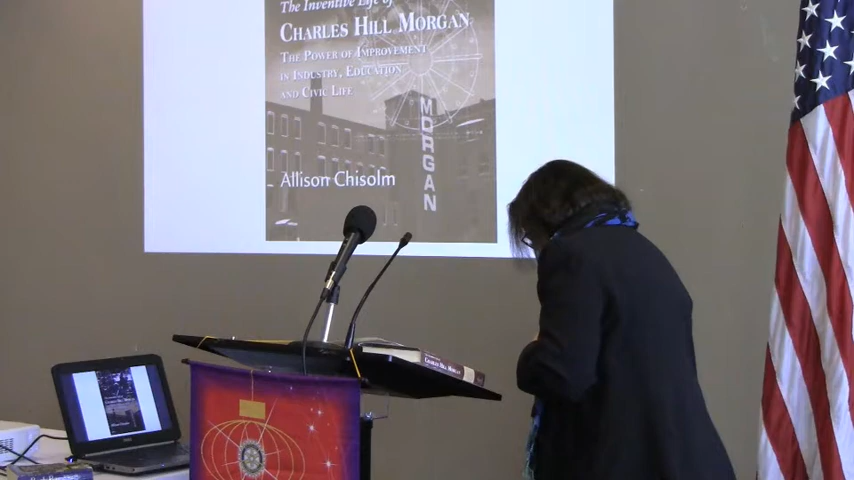 The Inventive Life of
CHARLES HILL MORGAN
THE POWER OF IMPROVEMENT
IN INDUSTRY, EDUCATION
AND CIVIC LIFE
MORGAN
Allison Chisolm
CHARLES HILL MORGAN